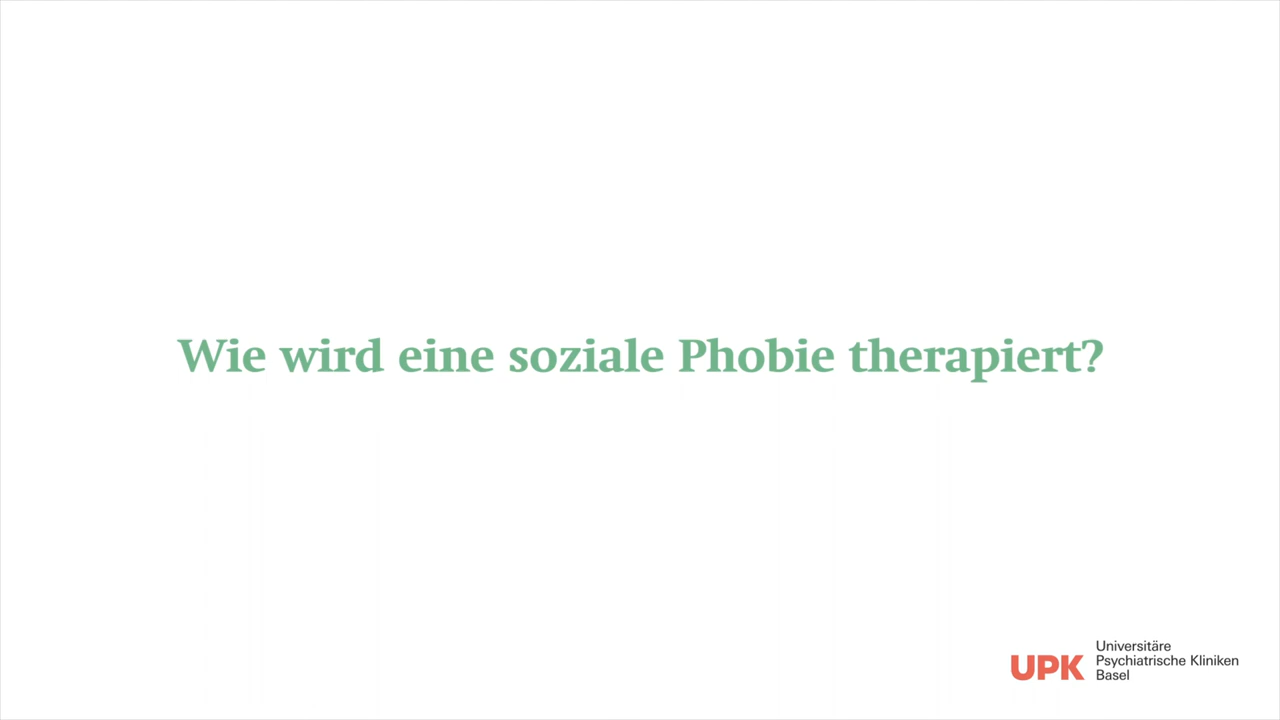 Wie wird eine soziale Phobie therapiert?
UPK
Universitäre
Psychiatrische Kliniken
Basel